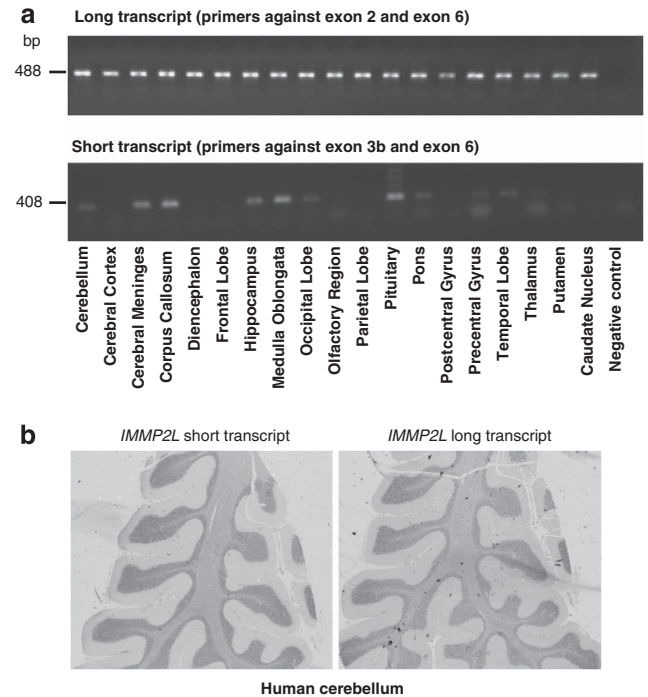 a
Long transcript (primers against exon 2 and exon 6)
bp
488
Short transcript (primers against exon 3b and exon 6)
408
Cerebellum
Cerebral Cortex
Cerebral Meninges
Corpus Callosum
Diencephalon
Frontal Lobe
Hippocampus
Medulla Oblongata
Occipital Lobe
Olfactory Region
Parietal Lobe
Pituitary
Pons
Postcentral Gyrus
Precentral Gyrus
Temporal Lobe
Thalamus
Putamen
Caudate Nucleus
Negative control
b
IMMP2L short transcript
IMMP2L long transcript
Human cerebellum